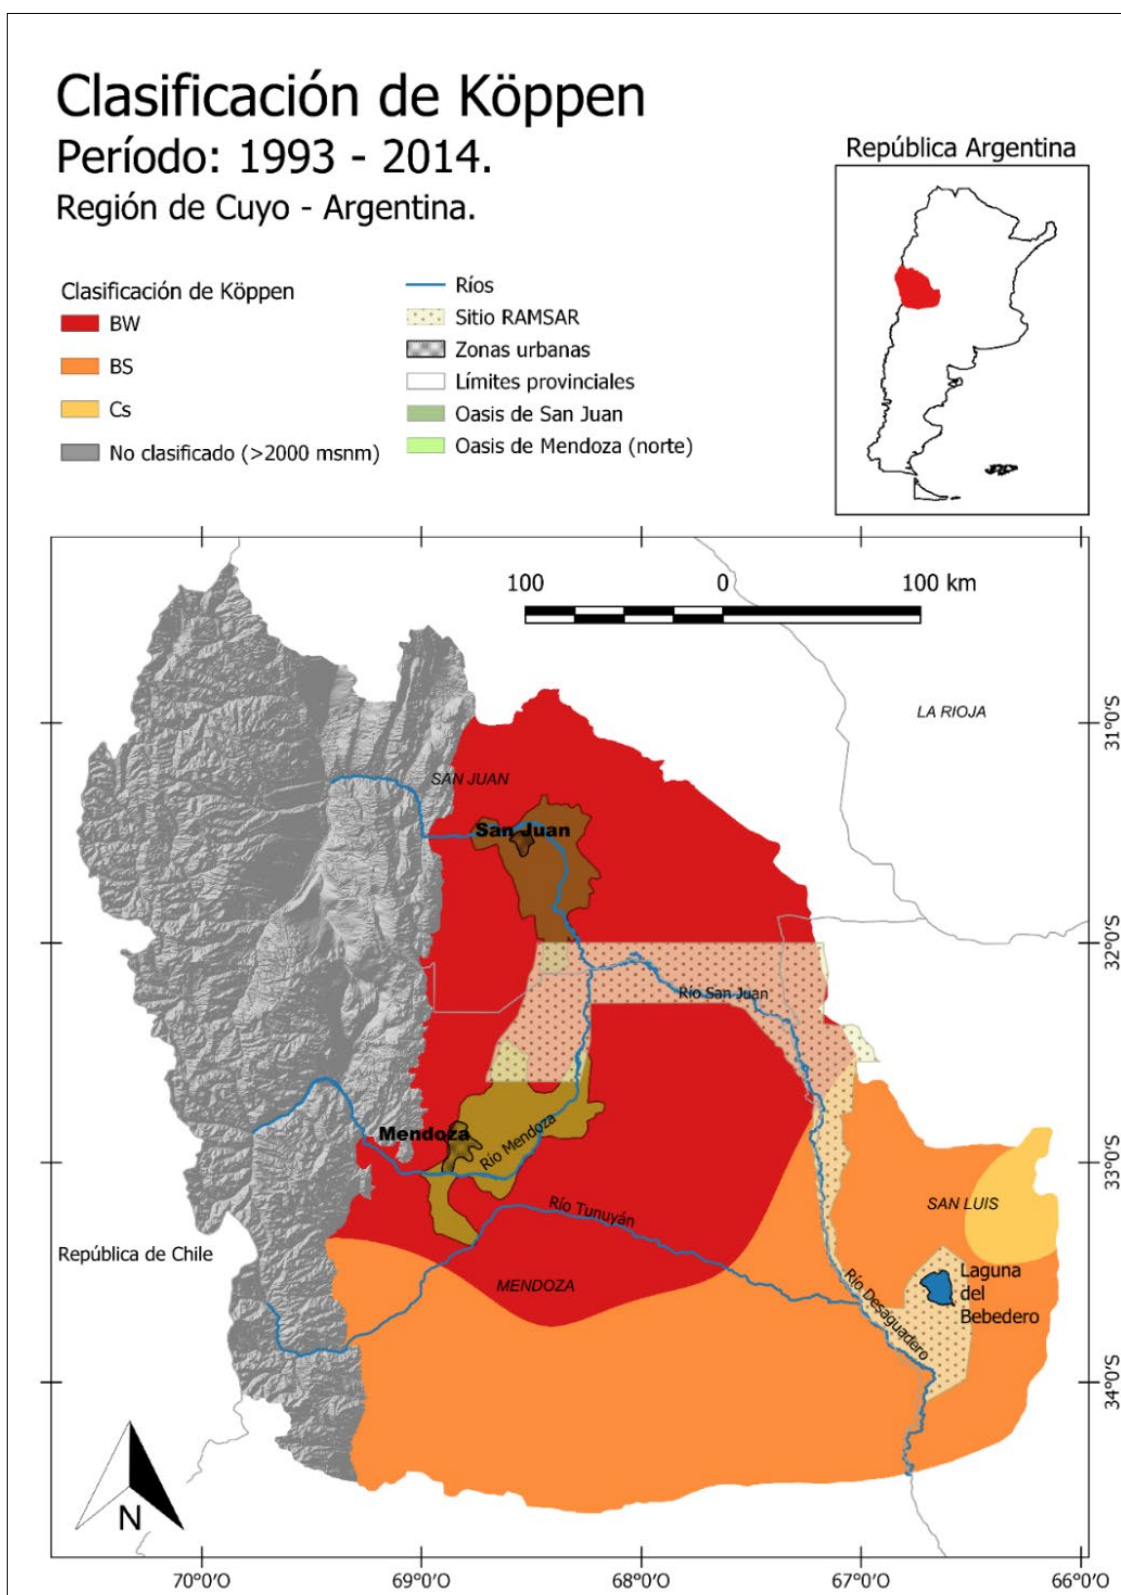 Clasificación de Köppen
Período: 1993 - 2014.
Región de Cuyo - Argentina.
República Argentina
Clasificación de Köppen
BW
BS
Cs
No clasificado (>2000 msnm)
Ríos
Sitio RAMSAR
Zonas urbanas
Límites provinciales
Oasis de San Juan
Oasis de Mendoza (norte)
100 0 100 km
LA RIOJA
31°0'S
SAN JUAN
San Juan
32°0'S
Río San Juan
Mendoza
Río Mendoza
33°0'S
SAN LUIS
Río Tunuyán
República de Chile
MENDOZA
Río Desaguadero
Laguna
del
Bebedero
34°0'S
N
70°0'O 69°0'O 68°0'O 67°0'O 66°0'O